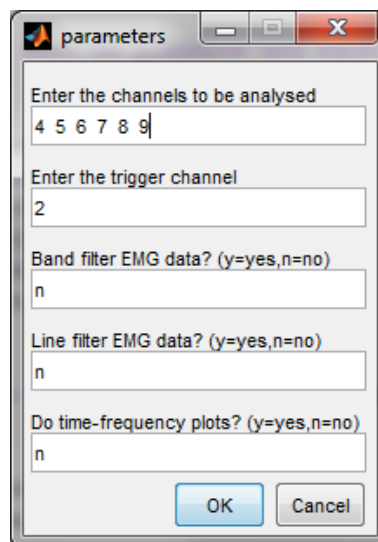 parameters
Enter the channels to be analysed
4 5 6 7 8 9
Enter the trigger channel
2
Band filter EMG data? (y=yes,n=no)
n
Line filter EMG data? (y=yes,n=no)
n
Do time-frequency plots? (y=yes,n=no)
n
OK Cancel